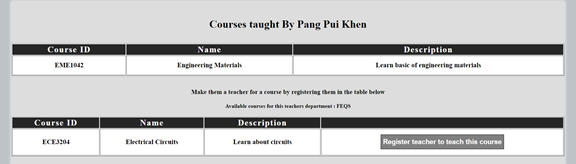 Courses taught By Pang Pui Khen
Course ID Name Description
EME1042 Engineering Materials Learn basic of engineering materials
Make them a teacher for a course by registering them in the table below
Available courses for this teachers department : FEQS
Course ID Name Description
ECE3204 Electrical Circuits Learn about circuits Register teacher to teach this course